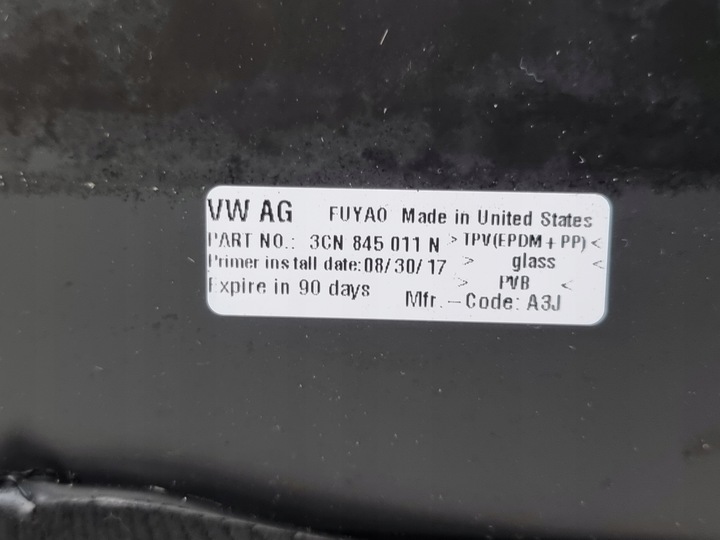 VW AG FUYAO Made in United States
PART NO.: 3CN 845 011 N >TPV(EPDM+PP)<
Primer install date:08/30/17 > glass <
Expire in 90 days > PVB <
Mfr.-Code: A3J